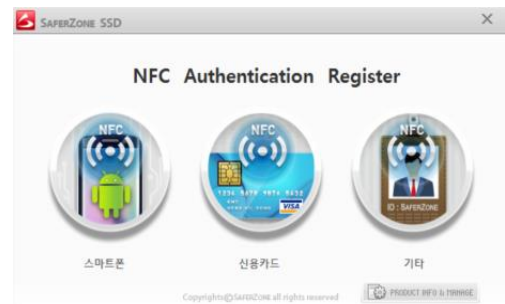 SAFERZONE SSD
NFC Authentication Register
NFC
NFC
NFC
VISA
ID : SAFERZONE
스마트폰
신용카드
기타
Copyrights@SAFERZONE all rights reserved
PRODUCT INFO & MANAGE